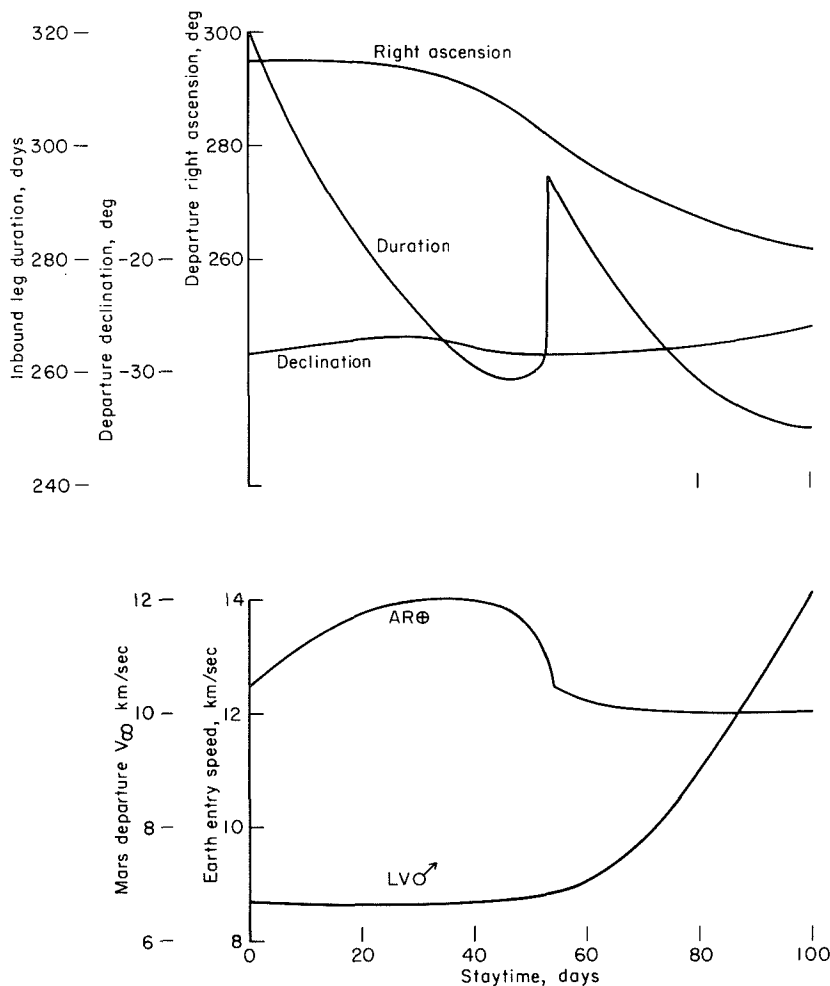 Inbound leg duration, days
320
300
280
260
240
Departure declination, deg
-20
-30
Departure right ascension, deg
300
280
260
240
Right ascension
Duration
Declination
Mars departure V∞ km/sec
12
10
8
6
Earth entry speed, km/sec
14
12
10
8
AR⊕
LV♂
0 20 40 60 80 100
Staytime, days